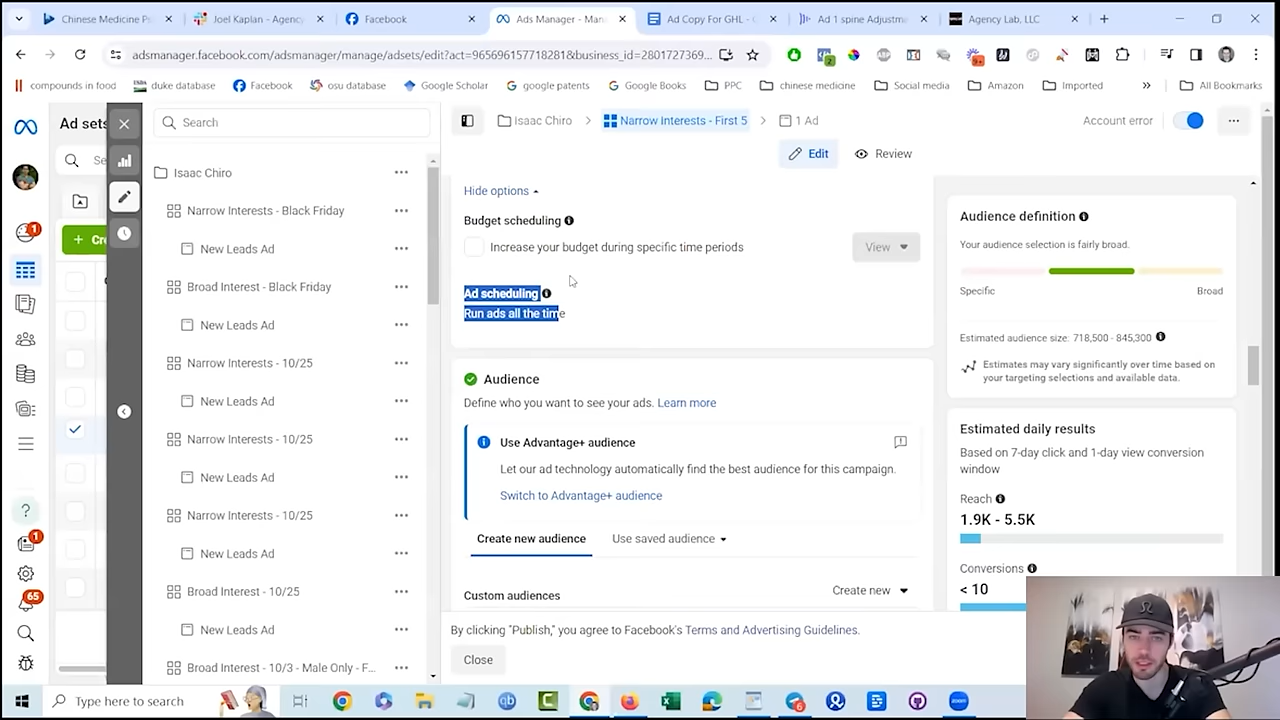 Chinese Medicine Ps
Joel Kaplan - Agency
Facebook
Ads Manager - Man
Ad Copy For GHL - G
Ad 1 spine Adjustme
Agency Lab, LLC
adsmanager.facebook.com/adsmanager/manage/adsets/edit?act=965696157718281&business_id=2801727369...
compounds in food
duke database
Facebook
osu database
Google Scholar
google patents
Google Books
PPC
chinese medicine
Social media
Amazon
Imported
All Bookmarks
Ad sets
Search
Isaac Chiro
Narrow Interests - First 5
1 Ad
Account error
Edit
Review
Se
Cr
Isaac Chiro
Narrow Interests - Black Friday
New Leads Ad
Broad Interest - Black Friday
New Leads Ad
Narrow Interests - 10/25
New Leads Ad
Narrow Interests - 10/25
New Leads Ad
Narrow Interests - 10/25
New Leads Ad
Broad Interest - 10/25
New Leads Ad
Broad Interest - 10/3 - Male Only - F...
Hide options
Budget scheduling
Increase your budget during specific time periods
View
Ad scheduling
Run ads all the time
Audience
Define who you want to see your ads. Learn more
Use Advantage+ audience
Let our ad technology automatically find the best audience for this campaign.
Switch to Advantage+ audience
Create new audience
Use saved audience
Custom audiences
Create new
By clicking "Publish," you agree to Facebook's Terms and Advertising Guidelines.
Close
Audience definition
Your audience selection is fairly broad.
Specific
Broad
Estimated audience size: 718,500 - 845,300
Estimates may vary significantly over time based on
your targeting selections and available data.
Estimated daily results
Based on 7-day click and 1-day view conversion
window
Reach
1.9K - 5.5K
Conversions
< 10
1
1
65
Type here to search